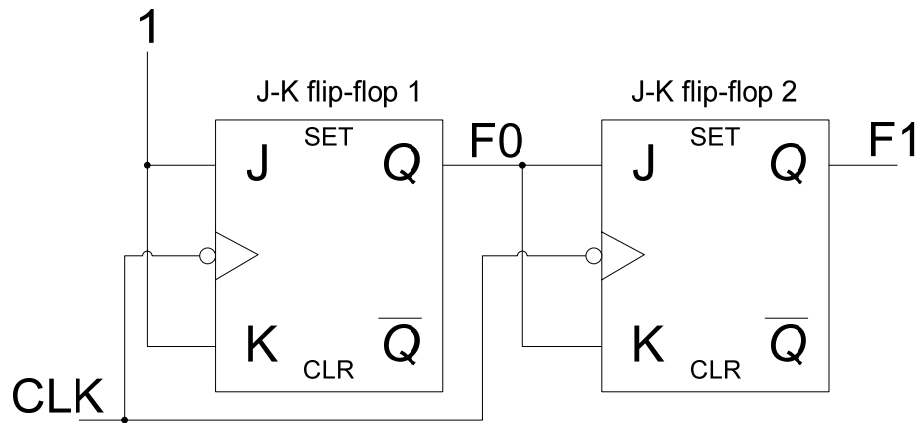 1
J-K flip-flop 1
J-K flip-flop 2
SET
SET
J
Q
F0
J
Q
F1
K
Q̅
K
Q̅
CLR
CLR
CLK